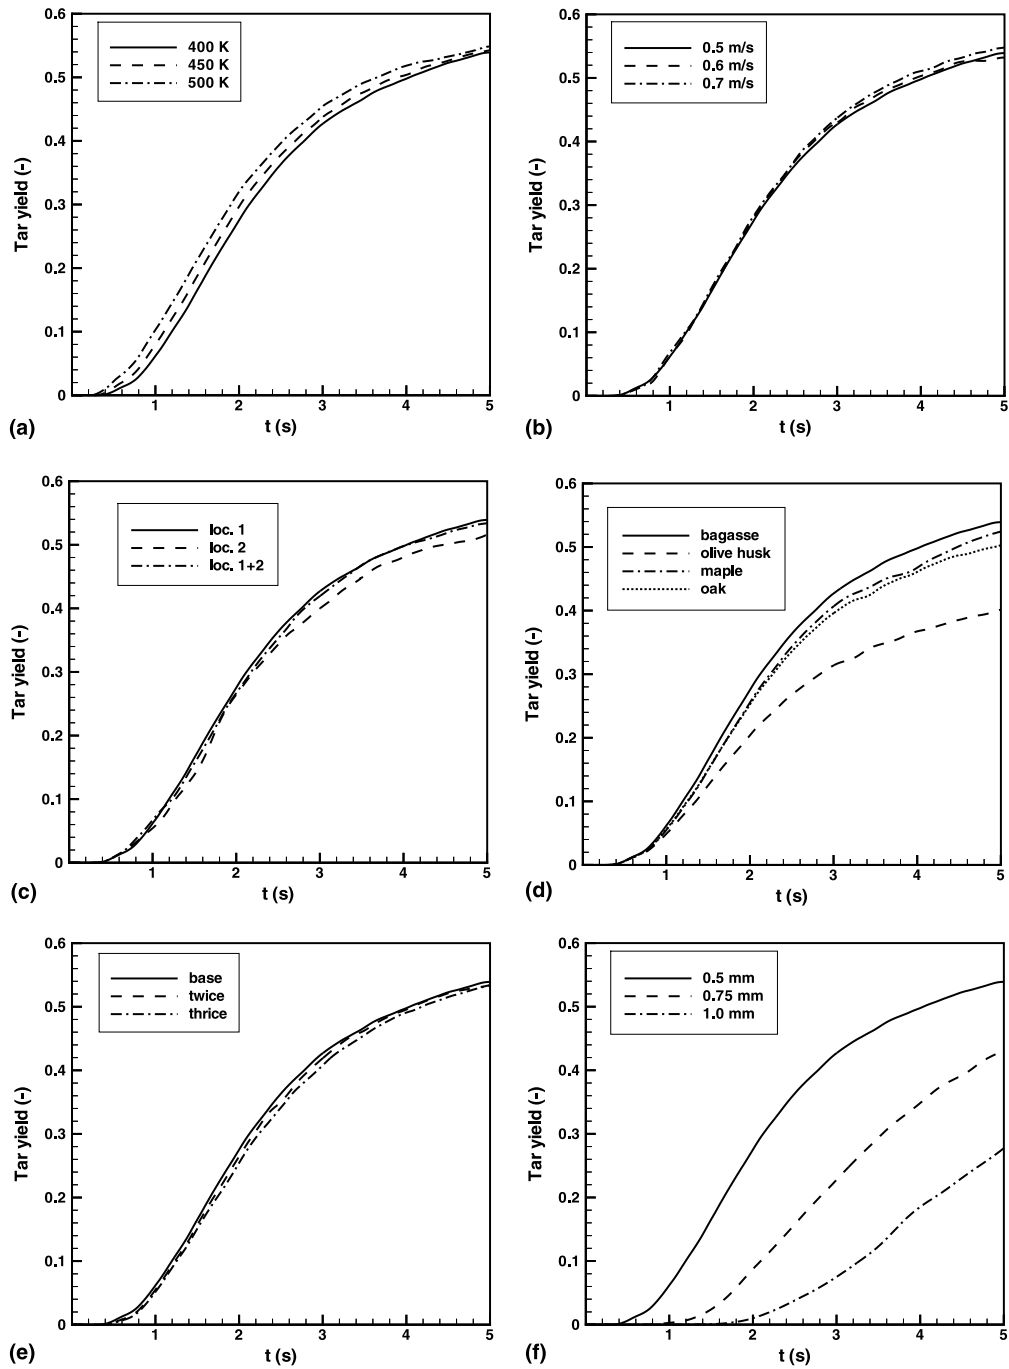 0.6
0.5
0.4
0.3
0.2
0.1
0
Tar yield (-)
400 K
450 K
500 K
1 2 3 4 5
t (s)
(a)
0.6
0.5
0.4
0.3
0.2
0.1
0
Tar yield (-)
0.5 m/s
0.6 m/s
0.7 m/s
1 2 3 4 5
t (s)
(b)
0.6
0.5
0.4
0.3
0.2
0.1
0
Tar yield (-)
loc. 1
loc. 2
loc. 1+2
1 2 3 4 5
t (s)
(c)
0.6
0.5
0.4
0.3
0.2
0.1
0
Tar yield (-)
bagasse
olive husk
maple
oak
1 2 3 4 5
t (s)
(d)
0.6
0.5
0.4
0.3
0.2
0.1
0
Tar yield (-)
base
twice
thrice
1 2 3 4 5
t (s)
(e)
0.6
0.5
0.4
0.3
0.2
0.1
0
Tar yield (-)
0.5 mm
0.75 mm
1.0 mm
1 2 3 4 5
t (s)
(f)